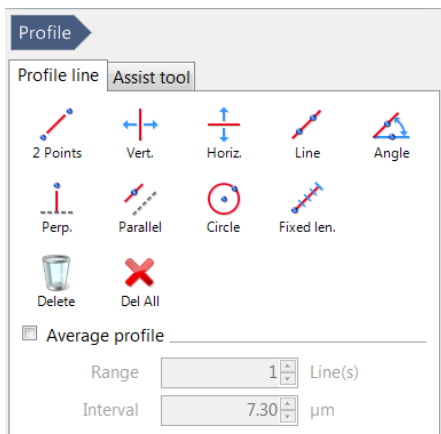 Profile
Profile line Assist tool
2 Points Vert. Horiz. Line Angle
Perp. Parallel Circle Fixed len.
Delete Del All
Average profile
Range 1 Line(s)
Interval 7.30 µm